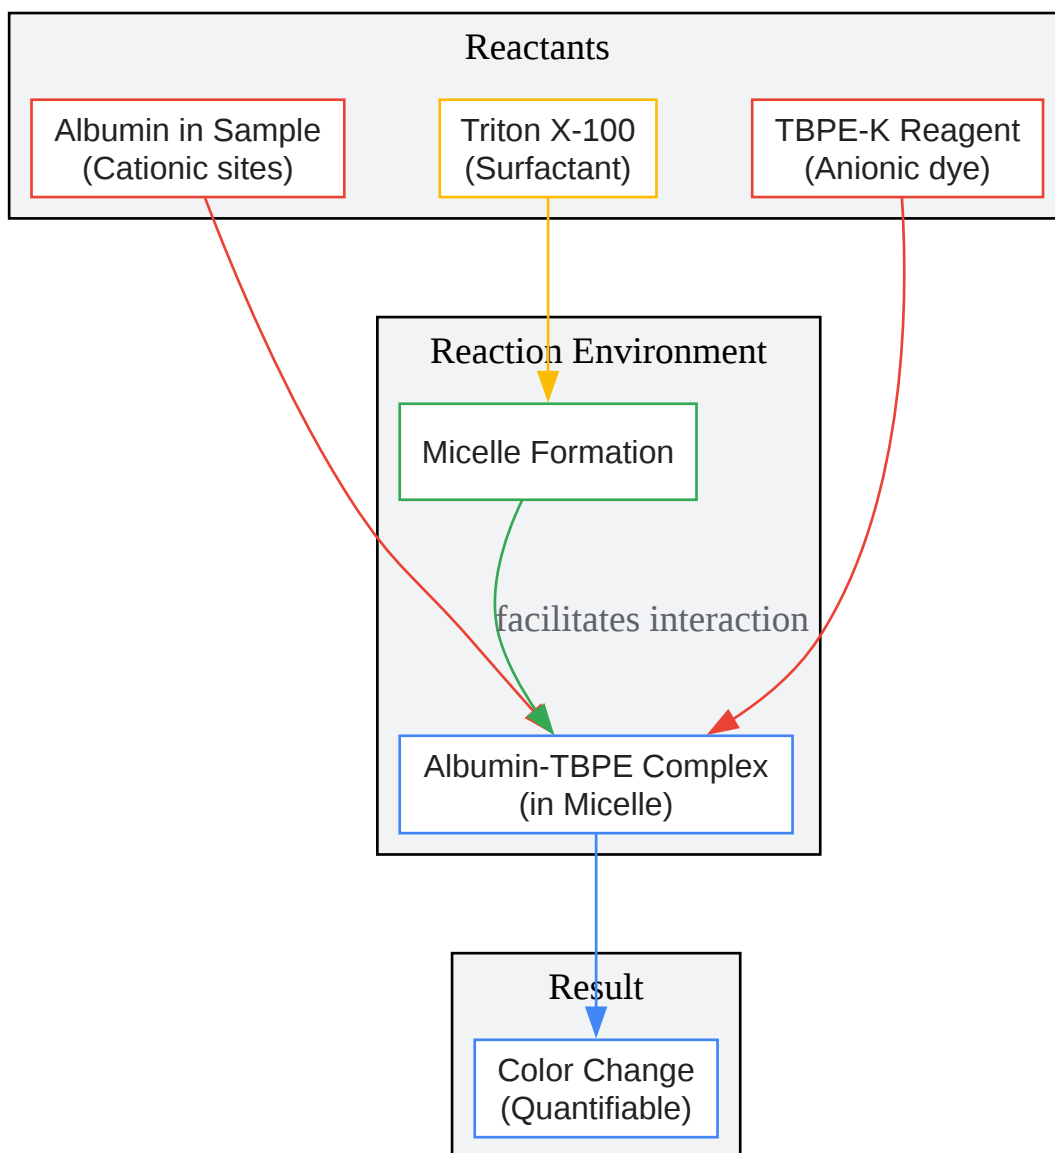 Reactants
Albumin in Sample
(Cationic sites)
Triton X-100
(Surfactant)
TBPE-K Reagent
(Anionic dye)
Reaction Environment
Micelle Formation
facilitates interaction
Albumin-TBPE Complex
(in Micelle)
Result
Color Change
(Quantifiable)